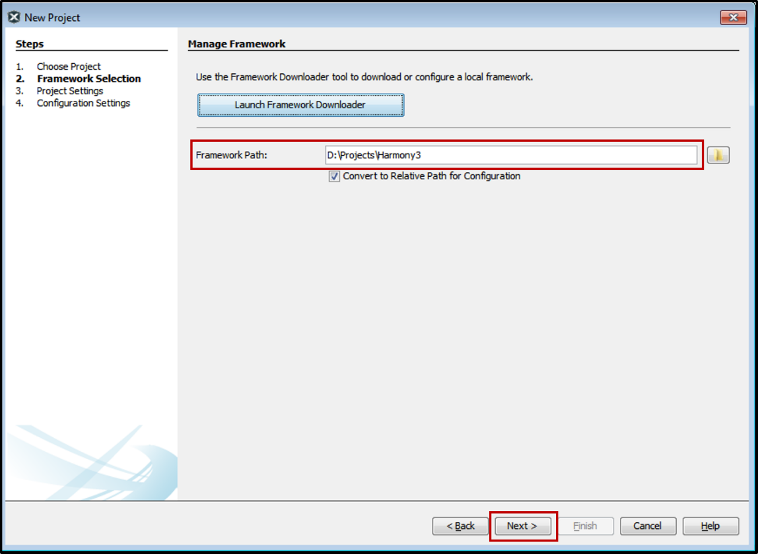 New Project
Steps
1. Choose Project
2. Framework Selection
3. Project Settings
4. Configuration Settings
Manage Framework
Use the Framework Downloader tool to download or configure a local framework.
Launch Framework Downloader
Framework Path: D:\Projects\Harmony3
Convert to Relative Path for Configuration
< Back Next > Finish Cancel Help